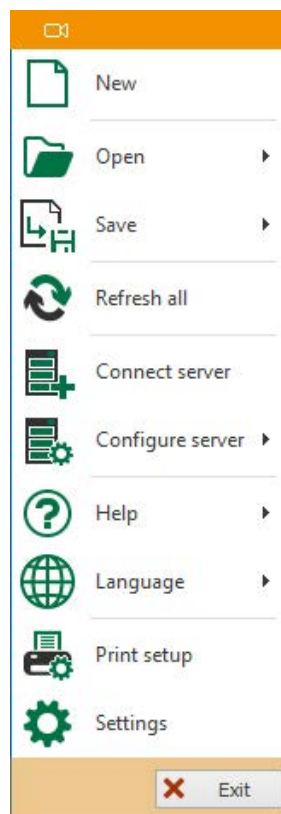 New
Open
Save
Refresh all
Connect server
Configure server
Help
Language
Print setup
Settings
Exit